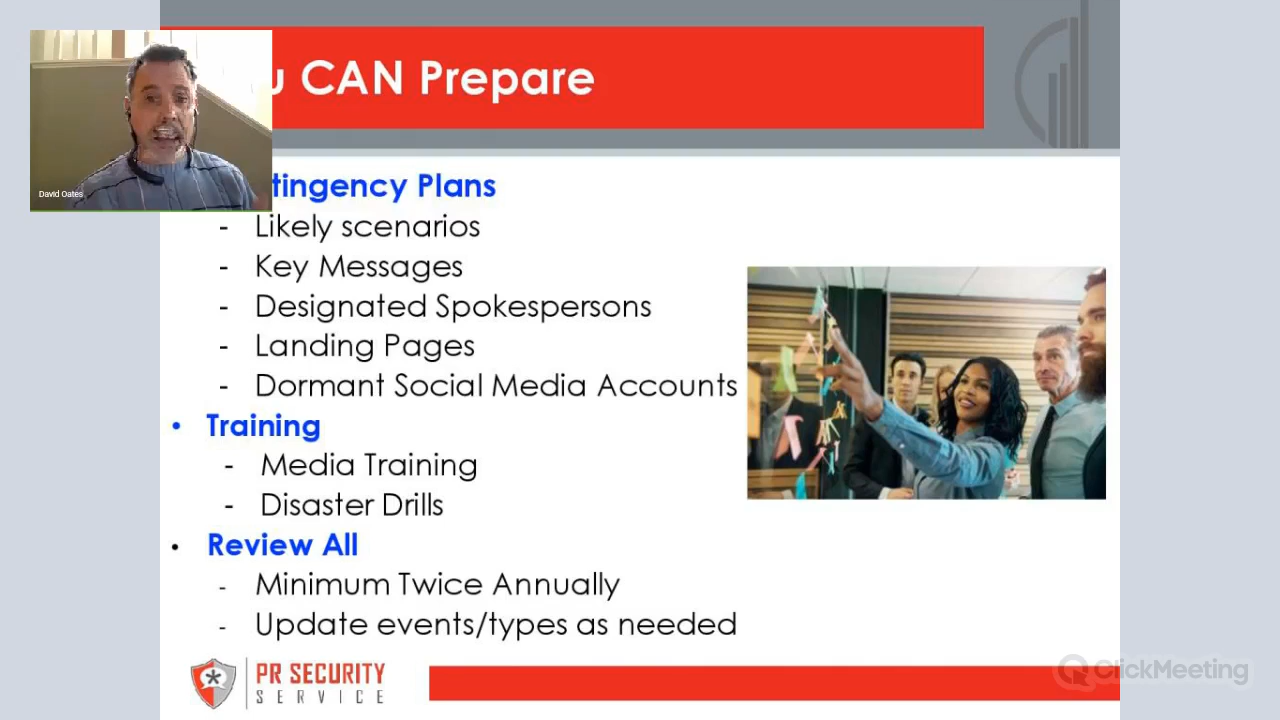 u CAN Prepare
David Oates
tingency Plans
- Likely scenarios
- Key Messages
- Designated Spokespersons
- Landing Pages
- Dormant Social Media Accounts
• Training
- Media Training
- Disaster Drills
• Review All
- Minimum Twice Annually
- Update events/types as needed
PR SECURITY
SERVICE
ClickMeeting